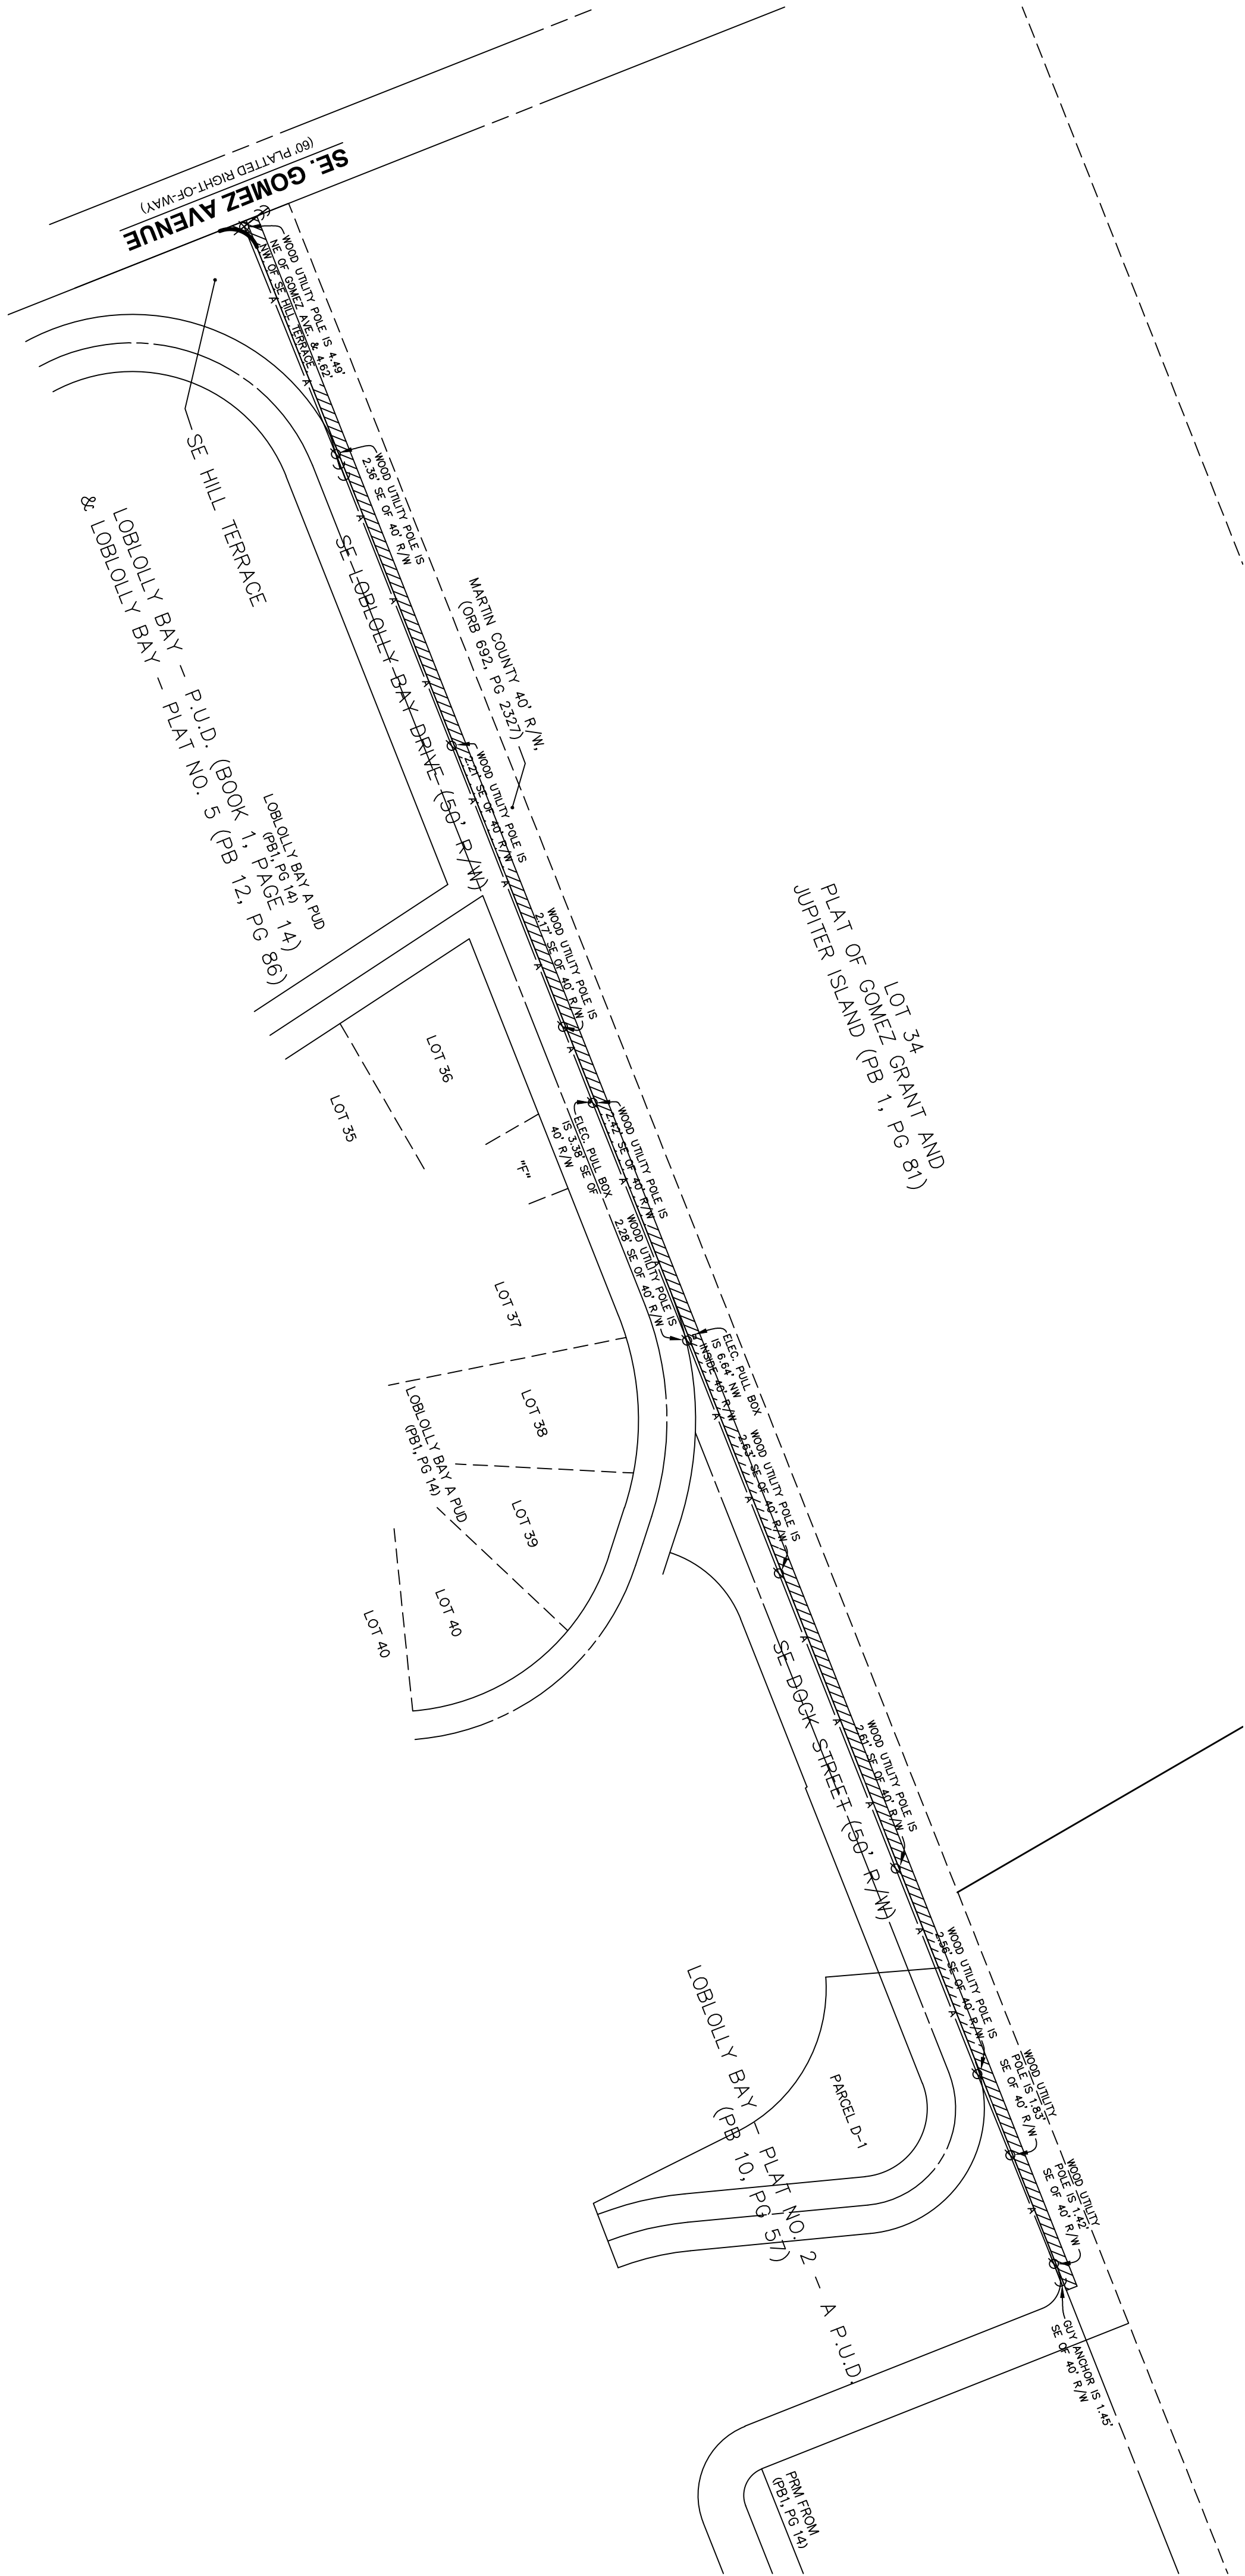 SE. GOMEZ AVENUE
(60' PLATTED RIGHT-OF-WAY)
WOOD UTILITY POLE IS 4.49'
NE OF GOMEZ AVE. & 4.62'
NW OF SE HILL TERRACE
A
A
SE HILL TERRACE
WOOD UTILITY POLE IS
2.36' SE OF 40' R/W
A
A
A
SE LOBLOLLY BAY DRIVE (50' R/W)
LOBLOLLY BAY - P.U.D. (BOOK 1, PAGE 14)
& LOBLOLLY BAY - PLAT NO. 5 (PB 12, PG 86)
LOBLOLLY BAY A PUD
(PB1, PG 14)
MARTIN COUNTY 40' R/W,
(ORB 692, PG 2327)
WOOD UTILITY POLE IS
2.21' SE OF 40' R/W
A
A
WOOD UTILITY POLE IS
2.17' SE OF 40' R/W
A
A
LOT 34
PLAT OF GOMEZ GRANT AND
JUPITER ISLAND (PB 1, PG 81)
WOOD UTILITY POLE IS
2.42' SE OF 40' R/W
A
A
ELEC. PULL BOX
IS 3.38' SE OF
40' R/W
LOT 36
LOT 35
"F"
WOOD UTILITY POLE IS
2.28' SE OF 40' R/W
LOT 37
ELEC. PULL BOX
IS 6.64' NW
INSIDE 40' R/W
A
A
LOT 38
LOBLOLLY BAY A PUD
(PB1, PG 14)
LOT 39
LOT 40
LOT 40
WOOD UTILITY POLE IS
2.63' SE OF 40' R/W
A
A
SE DOCK STREET (50' R/W)
WOOD UTILITY POLE IS
2.61' SE OF 40' R/W
A
A
WOOD UTILITY POLE IS
2.56' SE OF 40' R/W
A
PARCEL D-1
LOBLOLLY BAY - PLAT NO. 2 - A P.U.D.
(PB 10, PG 57)
WOOD UTILITY
POLE IS 1.83'
SE OF 40' R/W
A
WOOD UTILITY
POLE IS 1.42'
SE OF 40' R/W
GUY ANCHOR IS 1.45'
SE OF 40' R/W
PRM FROM
(PB1, PG 14)